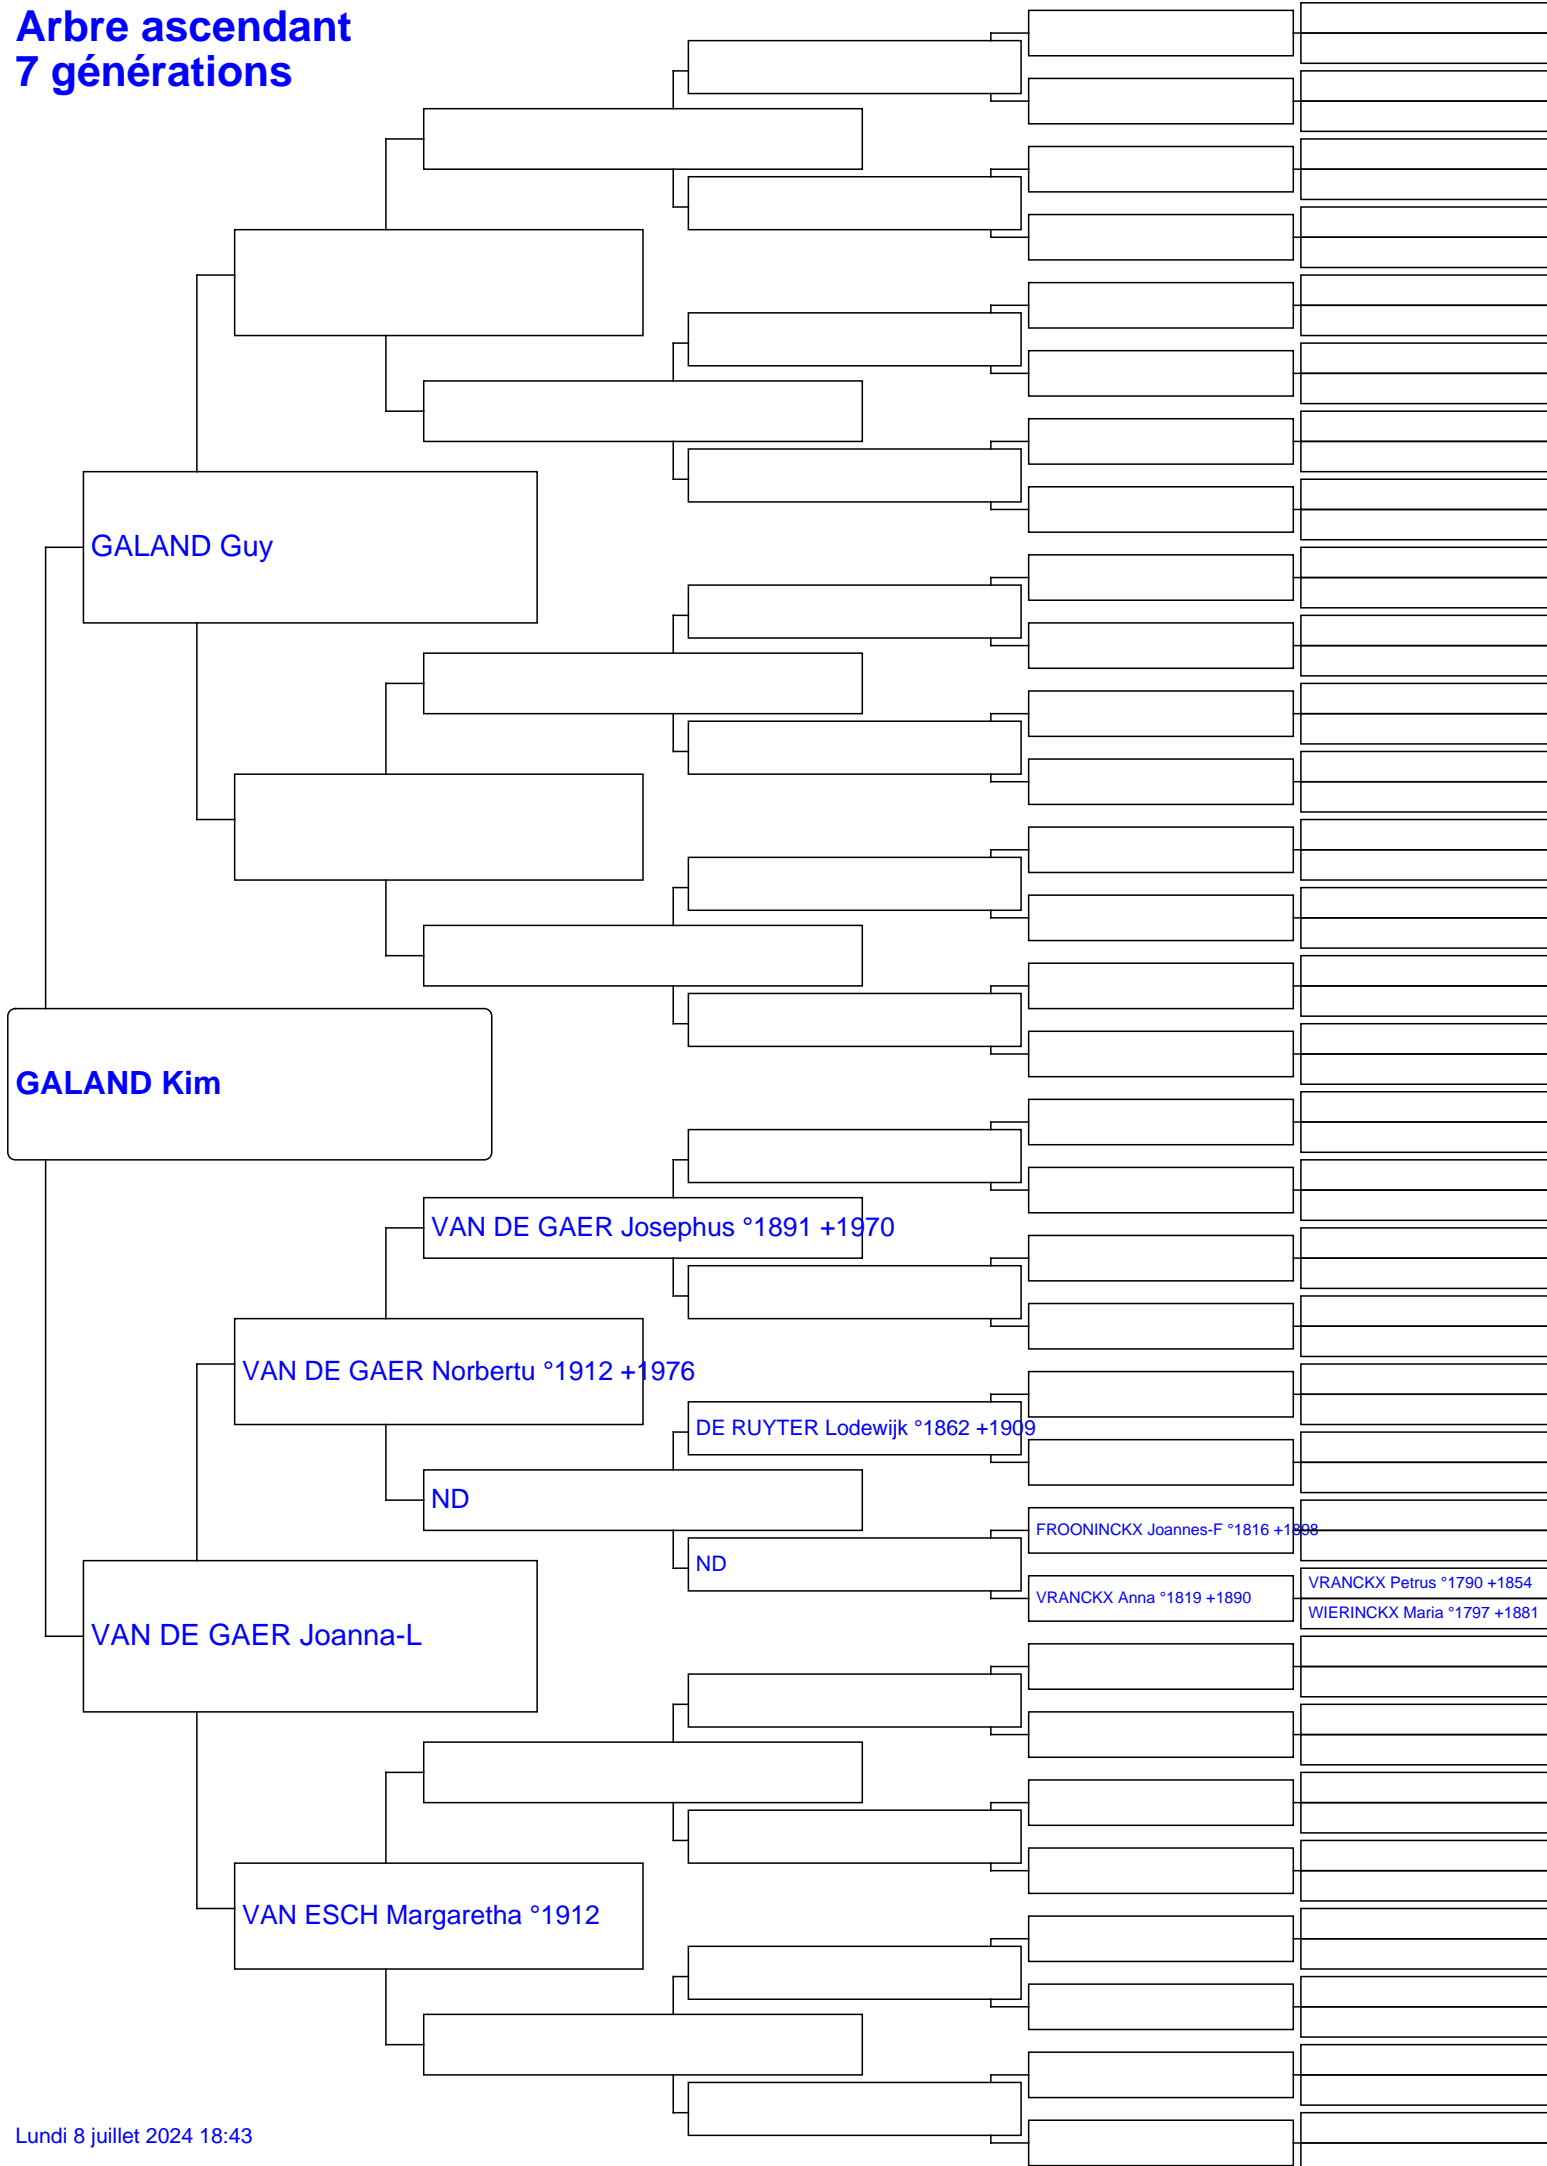 Arbre ascendant
7 générations
GALAND Guy
GALAND Kim
VAN DE GAER Josephus °1891 +1970
VAN DE GAER Norbertu °1912 +1976
DE RUYTER Lodewijk °1862 +1909
ND
FROONINCKX Joannes-F °1816 +1898
ND
VRANCKX Petrus °1790 +1854
VRANCKX Anna °1819 +1890
WIERINCKX Maria °1797 +1881
VAN DE GAER Joanna-L
VAN ESCH Margaretha °1912
Lundi 8 juillet 2024 18:43